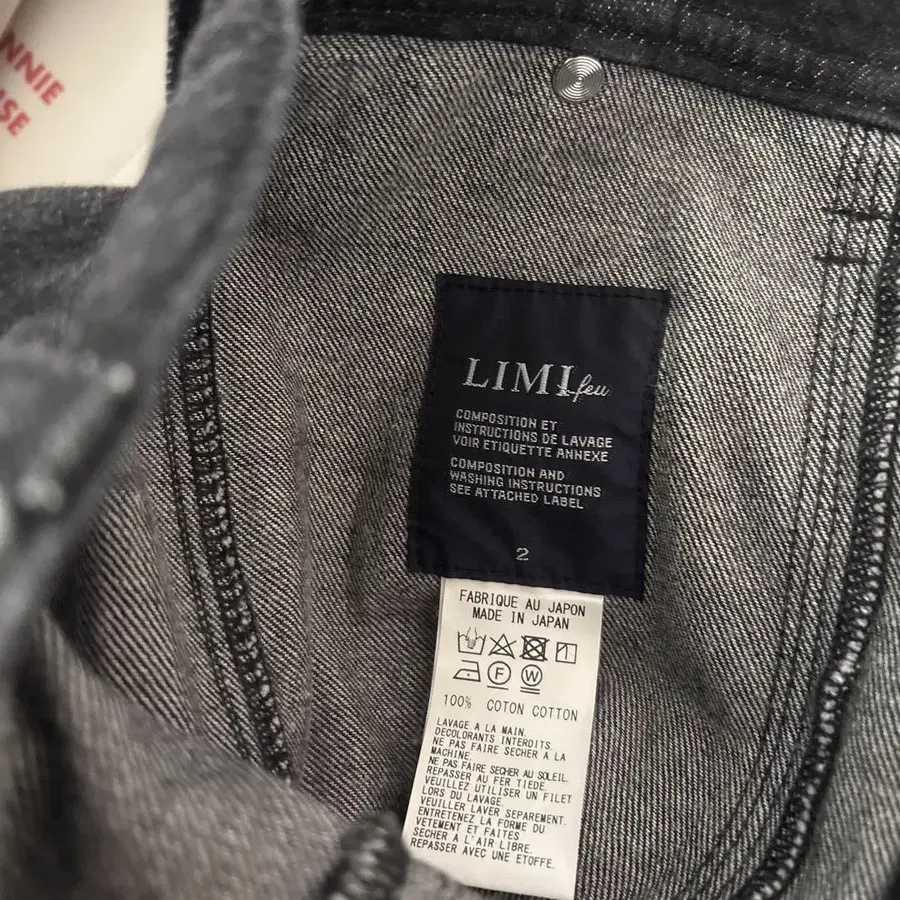 NNIE
SE
LIMI feu
COMPOSITION ET
INSTRUCTIONS DE LAVAGE
VOIR ETIQUETTE ANNEXE
COMPOSITION AND
WASHING INSTRUCTIONS
SEE ATTACHED LABEL
2
FABRIQUE AU JAPON
MADE IN JAPAN
F W
100% COTON COTTON
LAVAGE A LA MAIN.
DECOLORANTS INTERDITS.
NE PAS FAIRE SECHER A LA
MACHINE.
NE PAS FAIRE SECHER AU SOLEIL.
REPASSER AU FER TIEDE.
VEUILLEZ UTILISER UN FILET
LORS DU LAVAGE.
VEUILLER LAVER SEPAREMENT.
ENTRETENEZ LA FORME DU
VETEMENT ET FAITES
SECHER A L'AIR LIBRE.
REPASSER AVEC UNE ETOFFE.